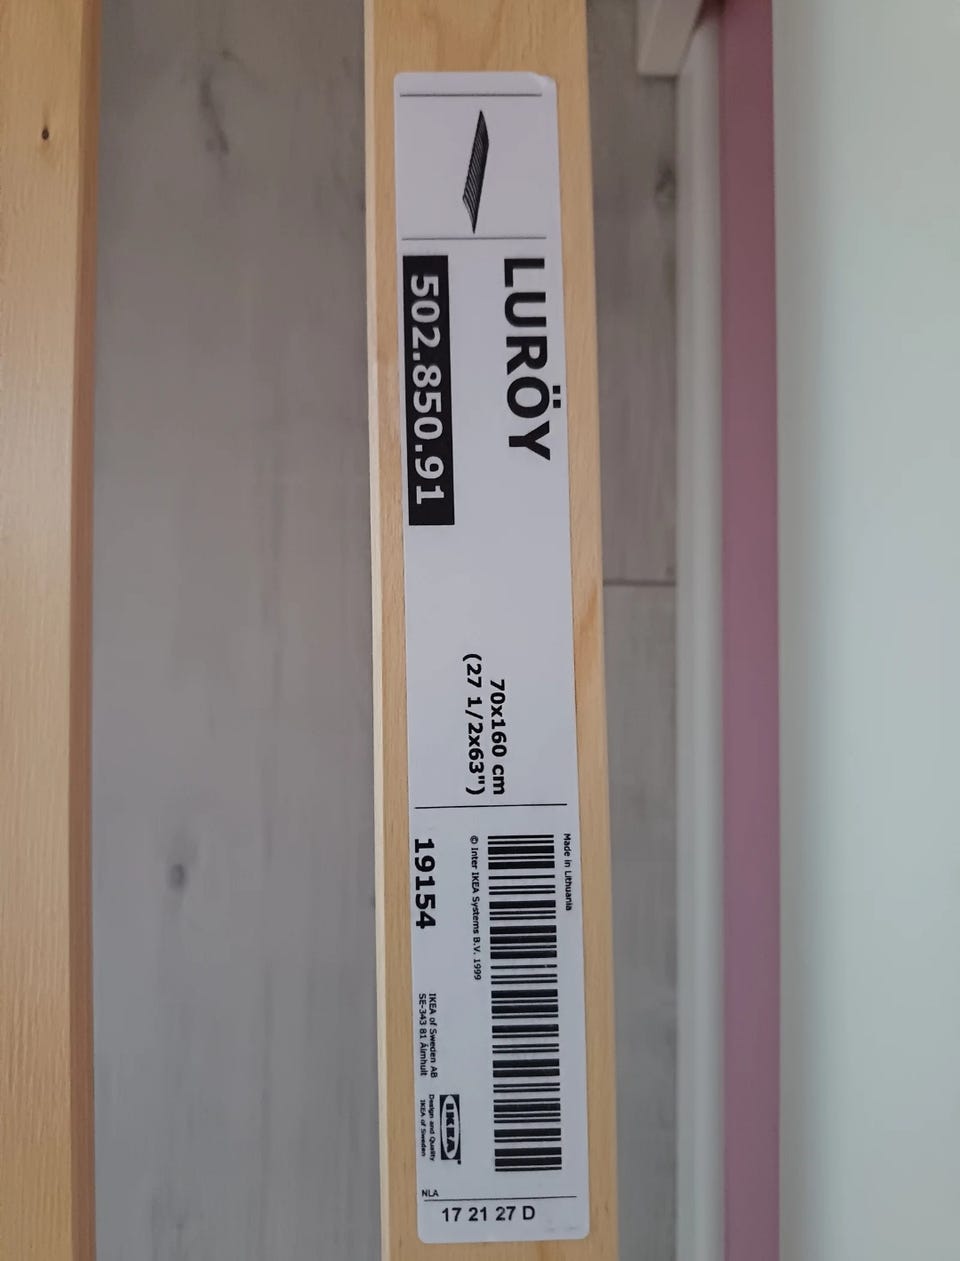 LURÖY
502.850.91
70x160 cm
(27 1/2x63")
Made in Lithuania
© Inter IKEA Systems B.V. 1999
19154
IKEA of Sweden AB
SE-343 81 Älmhult
IKEA
Design and Quality
IKEA of Sweden
NLA
17 21 27 D